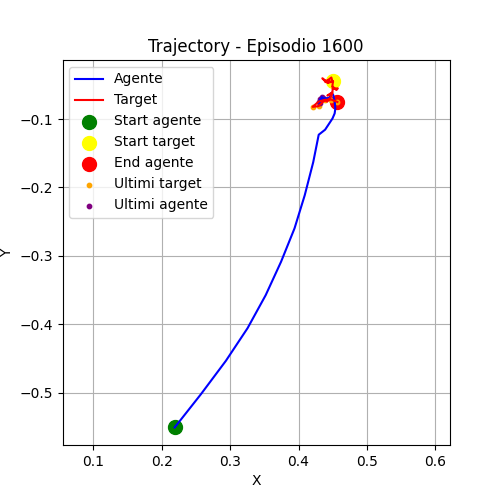 Trajectory - Episodio 1600
Agente
Target
Start agente
Start target
End agente
Ultimi target
Ultimi agente
Y
−0.1
−0.2
−0.3
−0.4
−0.5
0.1 0.2 0.3 0.4 0.5 0.6
X